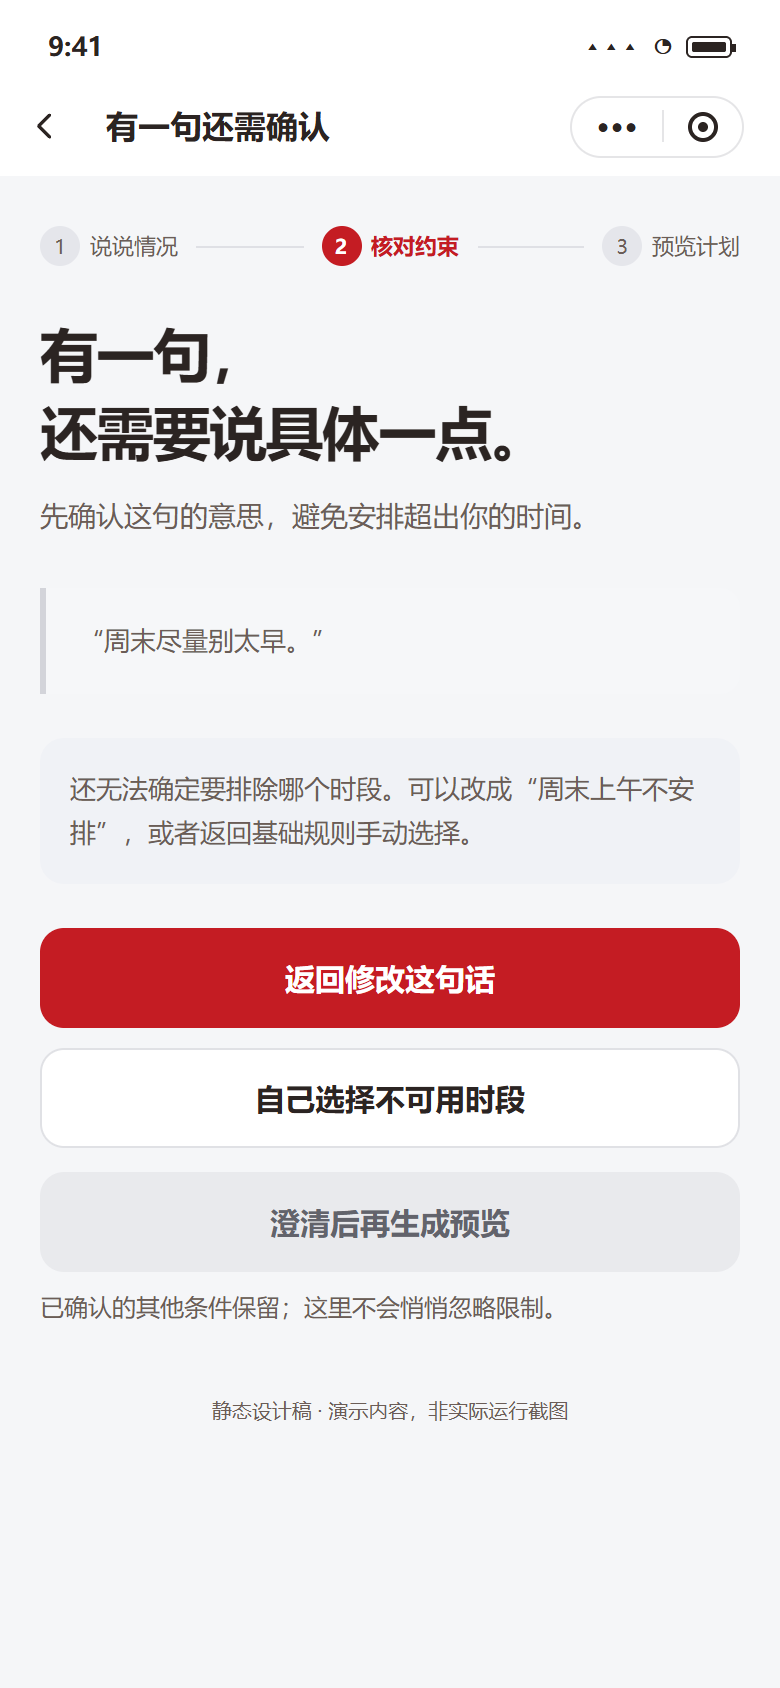 9:41
有一句还需确认
1 说说情况 2 核对约束 3 预览计划
有一句，
还需要说具体一点。
先确认这句的意思，避免安排超出你的时间。
“周末尽量别太早。”
还无法确定要排除哪个时段。可以改成“周末上午不安
排”，或者返回基础规则手动选择。
返回修改这句话
自己选择不可用时段
澄清后再生成预览
已确认的其他条件保留；这里不会悄悄忽略限制。
静态设计稿 · 演示内容，非实际运行截图